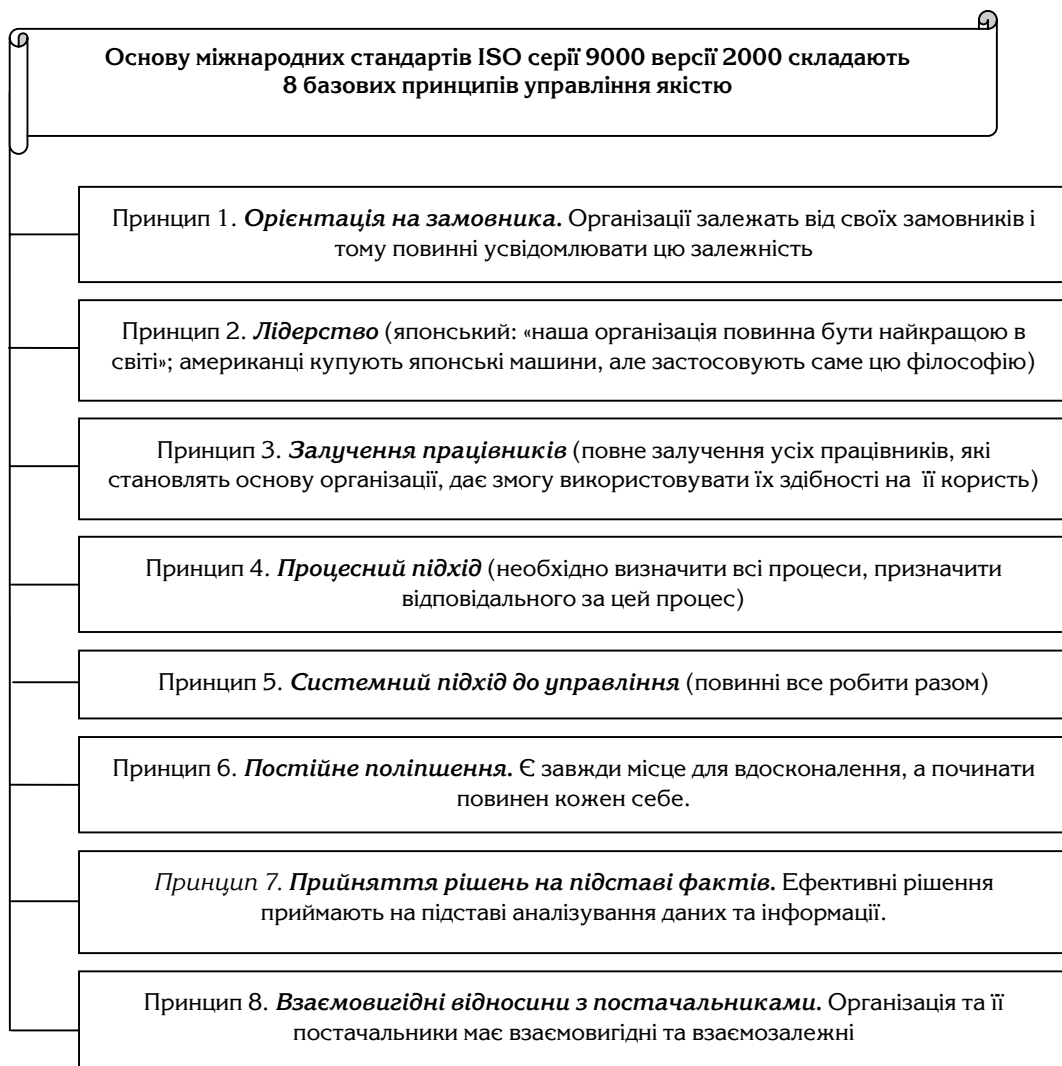 Основу міжнародних стандартів ISO серії 9000 версії 2000 складають
8 базових принципів управління якістю
Принцип 1. Орієнтація на замовника. Організації залежать від своїх замовників і
тому повинні усвідомлювати цю залежність
Принцип 2. Лідерство (японський: «наша організація повинна бути найкращою в
світі»; американці купують японські машини, але застосовують саме цю філософію)
Принцип 3. Залучення працівників (повне залучення усіх працівників, які
становлять основу організації, дає змогу використовувати їх здібності на її користь)
Принцип 4. Процесний підхід (необхідно визначити всі процеси, призначити
відповідального за цей процес)
Принцип 5. Системний підхід до управління (повинні все робити разом)
Принцип 6. Постійне поліпшення. Є завжди місце для вдосконалення, а починати
повинен кожен себе.
Принцип 7. Прийняття рішень на підставі фактів. Ефективні рішення
приймають на підставі аналізування даних та інформації.
Принцип 8. Взаємовигідні відносини з постачальниками. Організація та її
постачальники має взаємовигідні та взаємозалежні